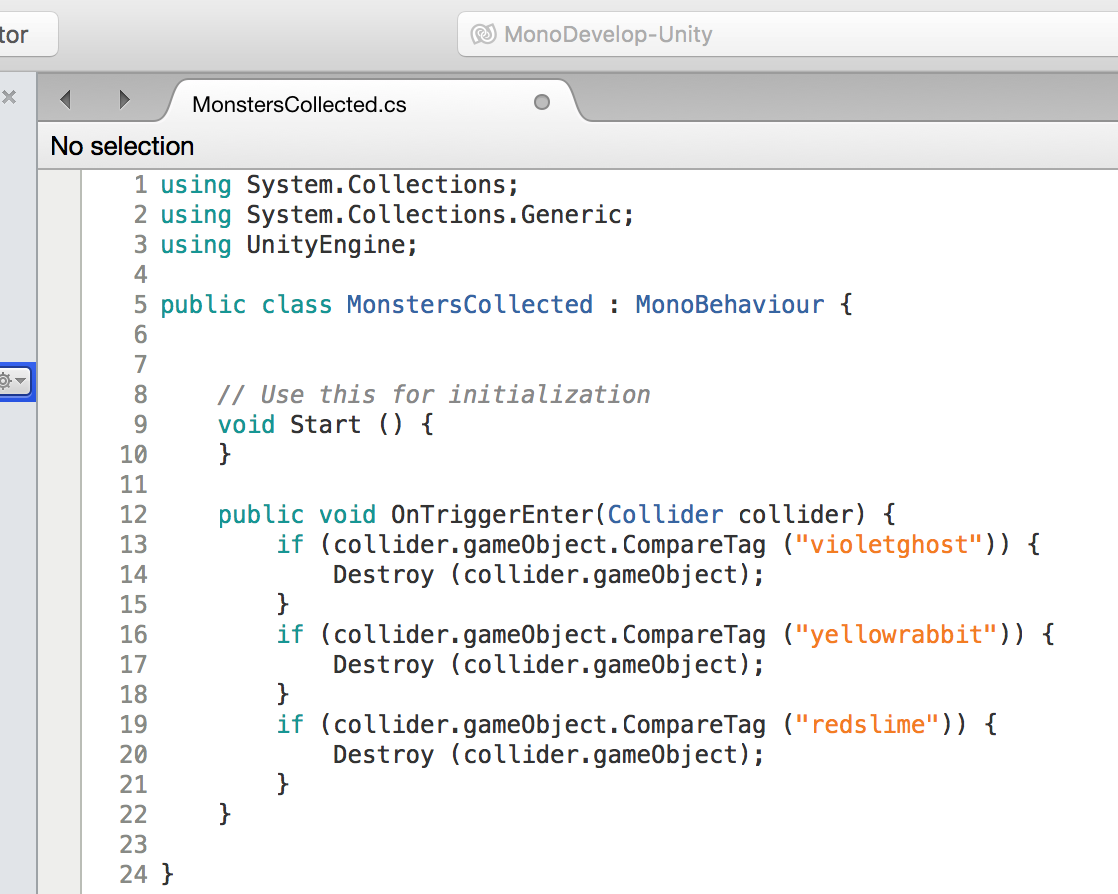 tor
MonoDevelop-Unity
MonstersCollected.cs
No selection
1 using System.Collections;
2 using System.Collections.Generic;
3 using UnityEngine;
4
5 public class MonstersCollected : MonoBehaviour {
6
7
8     // Use this for initialization
9     void Start () {
10     }
11
12     public void OnTriggerEnter(Collider collider) {
13         if (collider.gameObject.CompareTag ("violetghost")) {
14             Destroy (collider.gameObject);
15         }
16         if (collider.gameObject.CompareTag ("yellowrabbit")) {
17             Destroy (collider.gameObject);
18         }
19         if (collider.gameObject.CompareTag ("redslime")) {
20             Destroy (collider.gameObject);
21         }
22     }
23
24 }